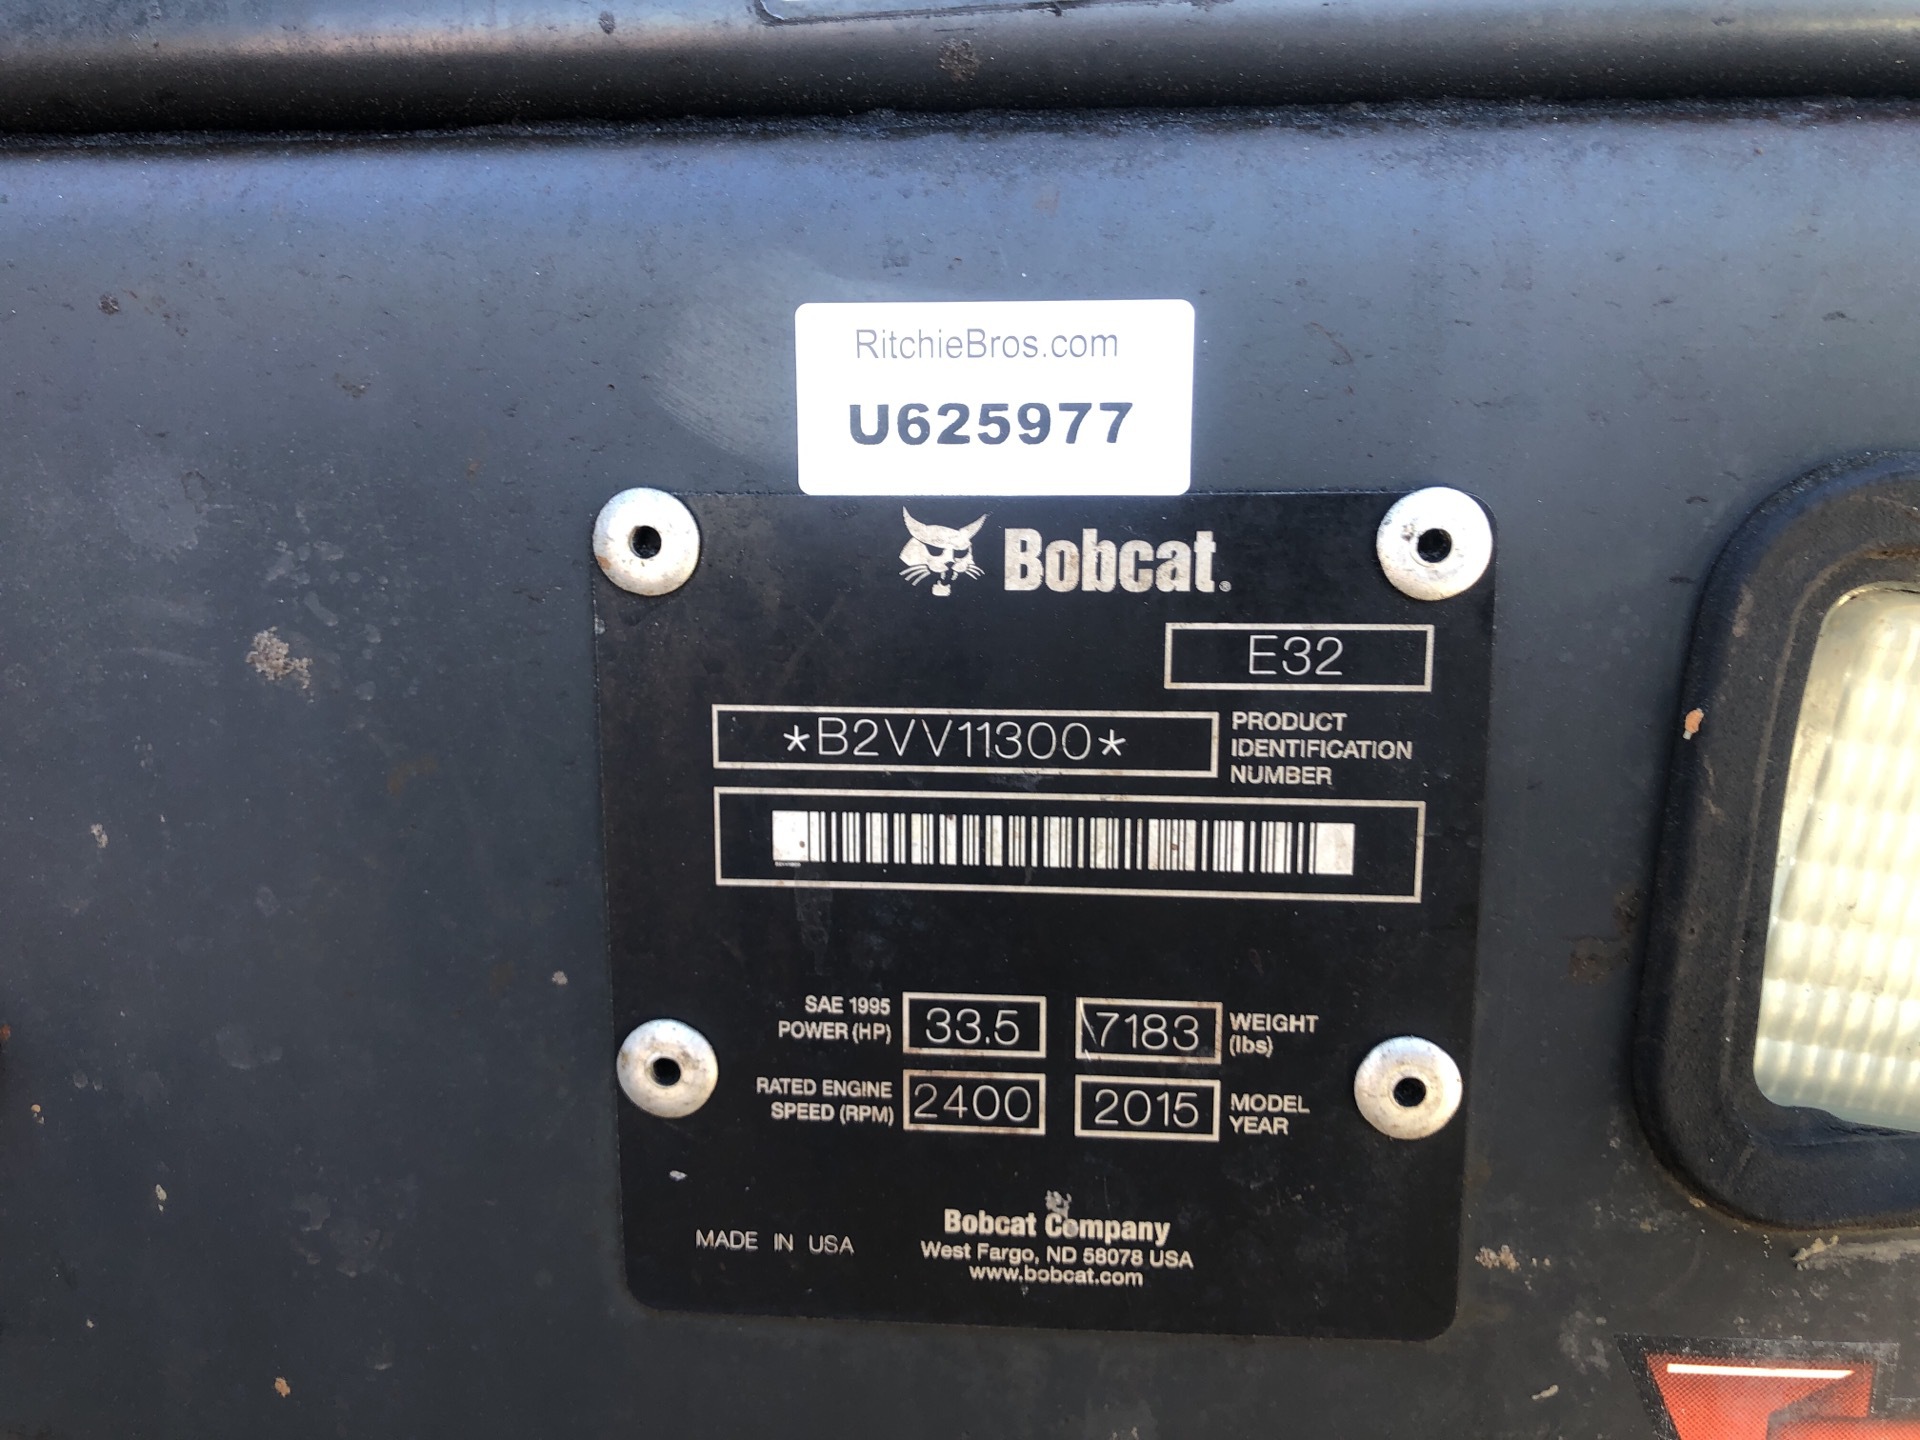 RitchieBros.com
U625977
Bobcat®
E32
*B2VV11300*
PRODUCT
IDENTIFICATION
NUMBER
SAE 1995
POWER (HP)
33.5
7183
WEIGHT
(lbs)
RATED ENGINE
SPEED (RPM)
2400
2015
MODEL
YEAR
MADE IN USA
Bobcat Company
West Fargo, ND 58078 USA
www.bobcat.com